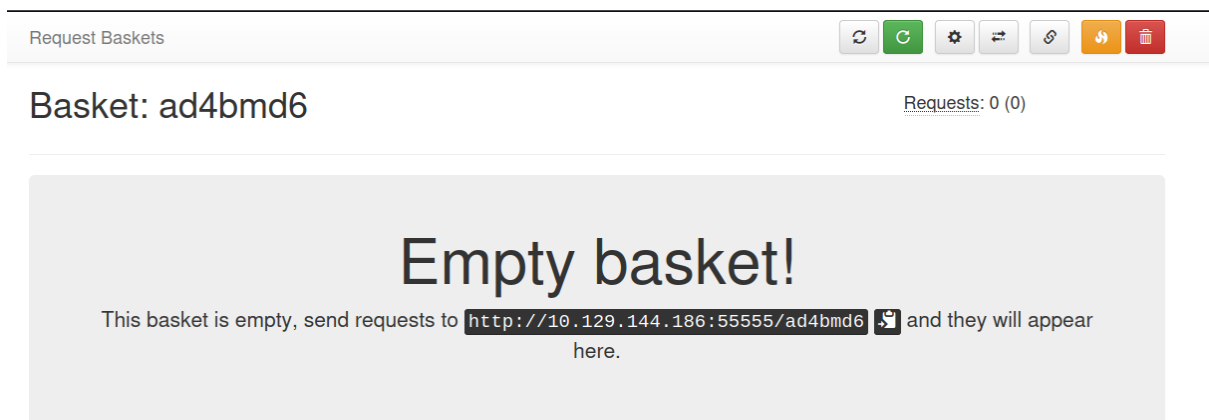 Request Baskets
Basket: ad4bmd6
Requests: 0 (0)
Empty basket!
This basket is empty, send requests to http://10.129.144.186:55555/ad4bmd6 and they will appear
here.